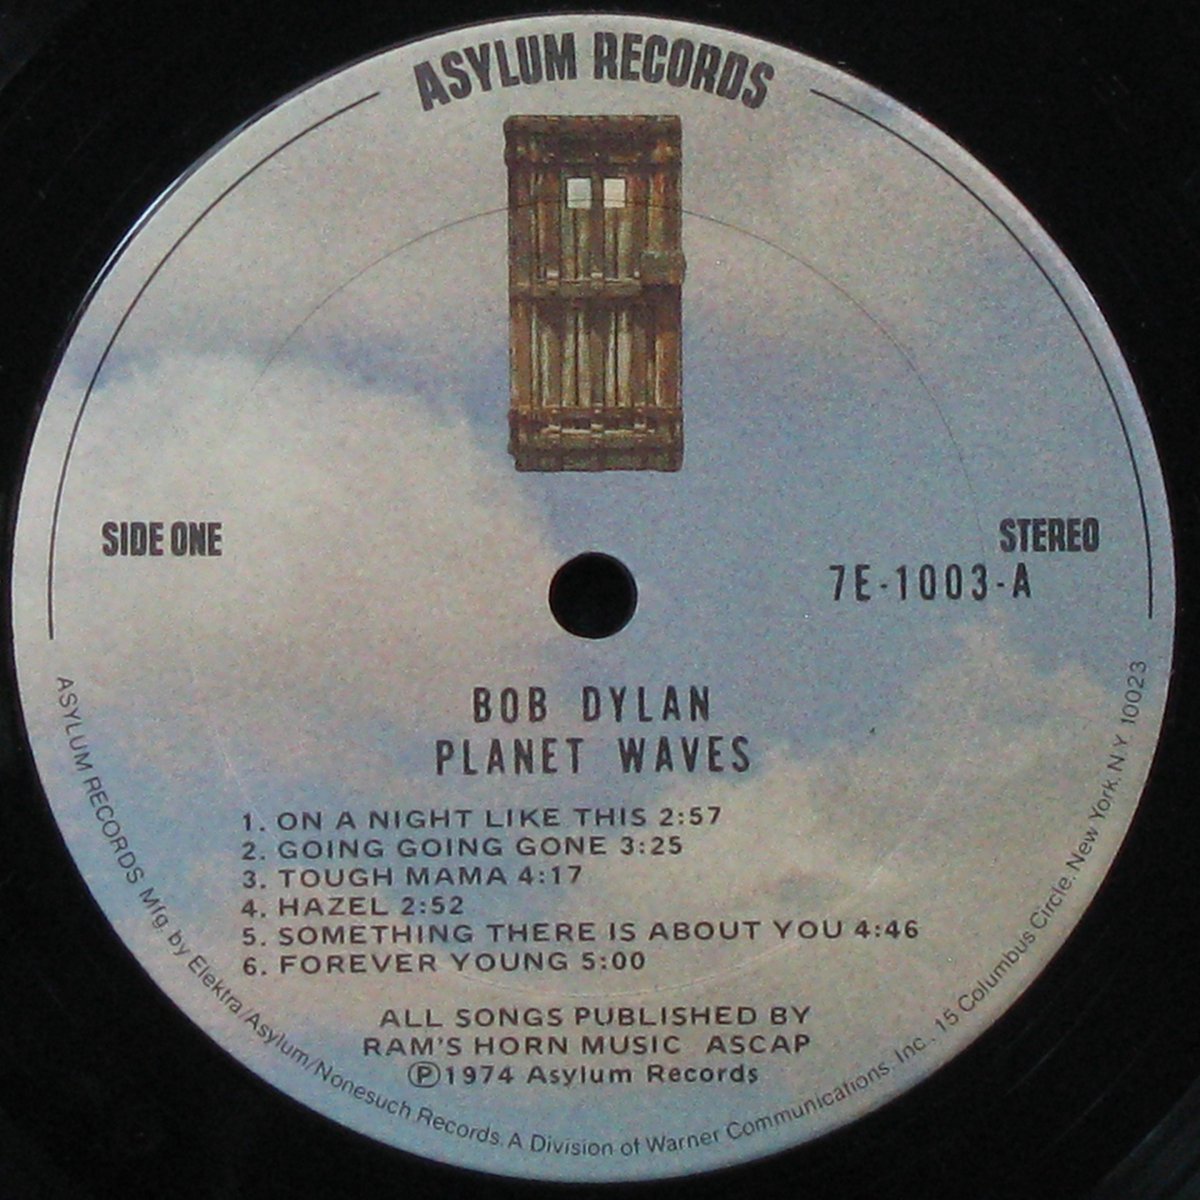 ASYLUM RECORDS
SIDE ONE
STEREO
7E-1003-A
BOB DYLAN
PLANET WAVES
1. ON A NIGHT LIKE THIS 2:57
2. GOING GOING GONE 3:25
3. TOUGH MAMA 4:17
4. HAZEL 2:52
5. SOMETHING THERE IS ABOUT YOU 4:46
6. FOREVER YOUNG 5:00
ALL SONGS PUBLISHED BY
RAM'S HORN MUSIC ASCAP
Ⓟ1974 Asylum Records
ASYLUM RECORDS Mfg. by Elektra/Asylum/Nonesuch Records. A Division of Warner Communications, Inc., 15 Columbus Circle, New York, N.Y. 10023